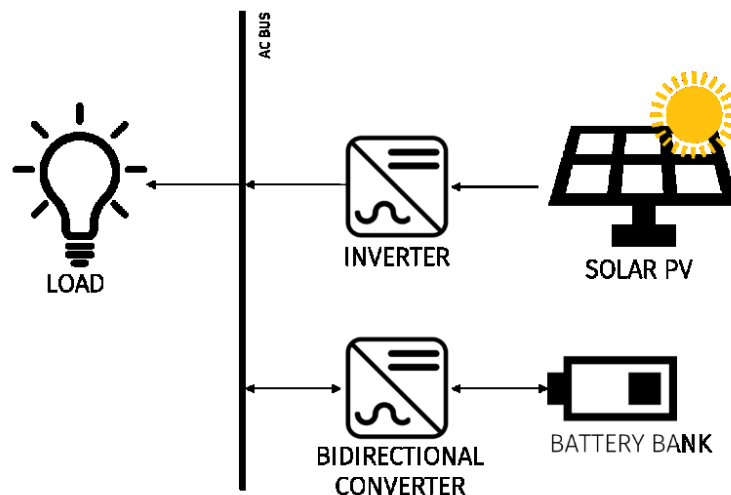 AC BUS
LOAD
INVERTER
SOLAR PV
BIDIRECTIONAL
CONVERTER
BATTERY BANK